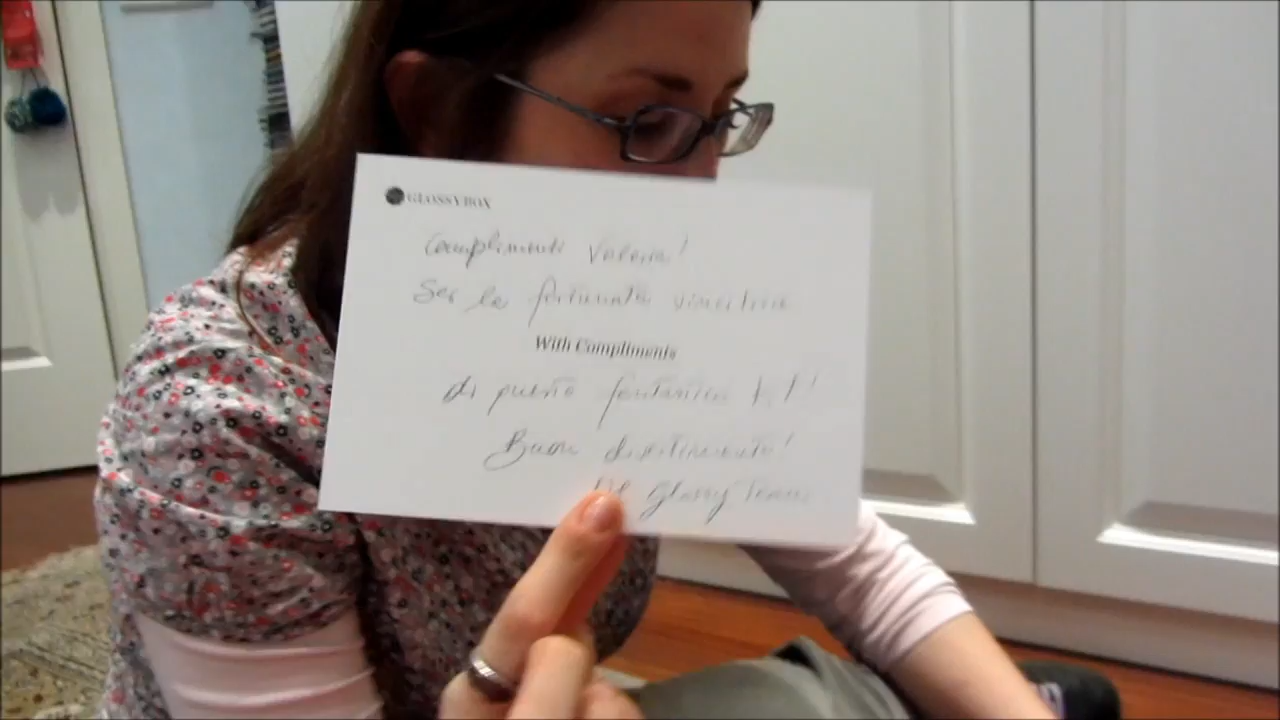 GLOSSYBOX
Complimenti Valeria!
Sei la fortunata vincitrice
With Compliments
di questo fantastico KIT!
Buon divertimento!
Il Glossy Team